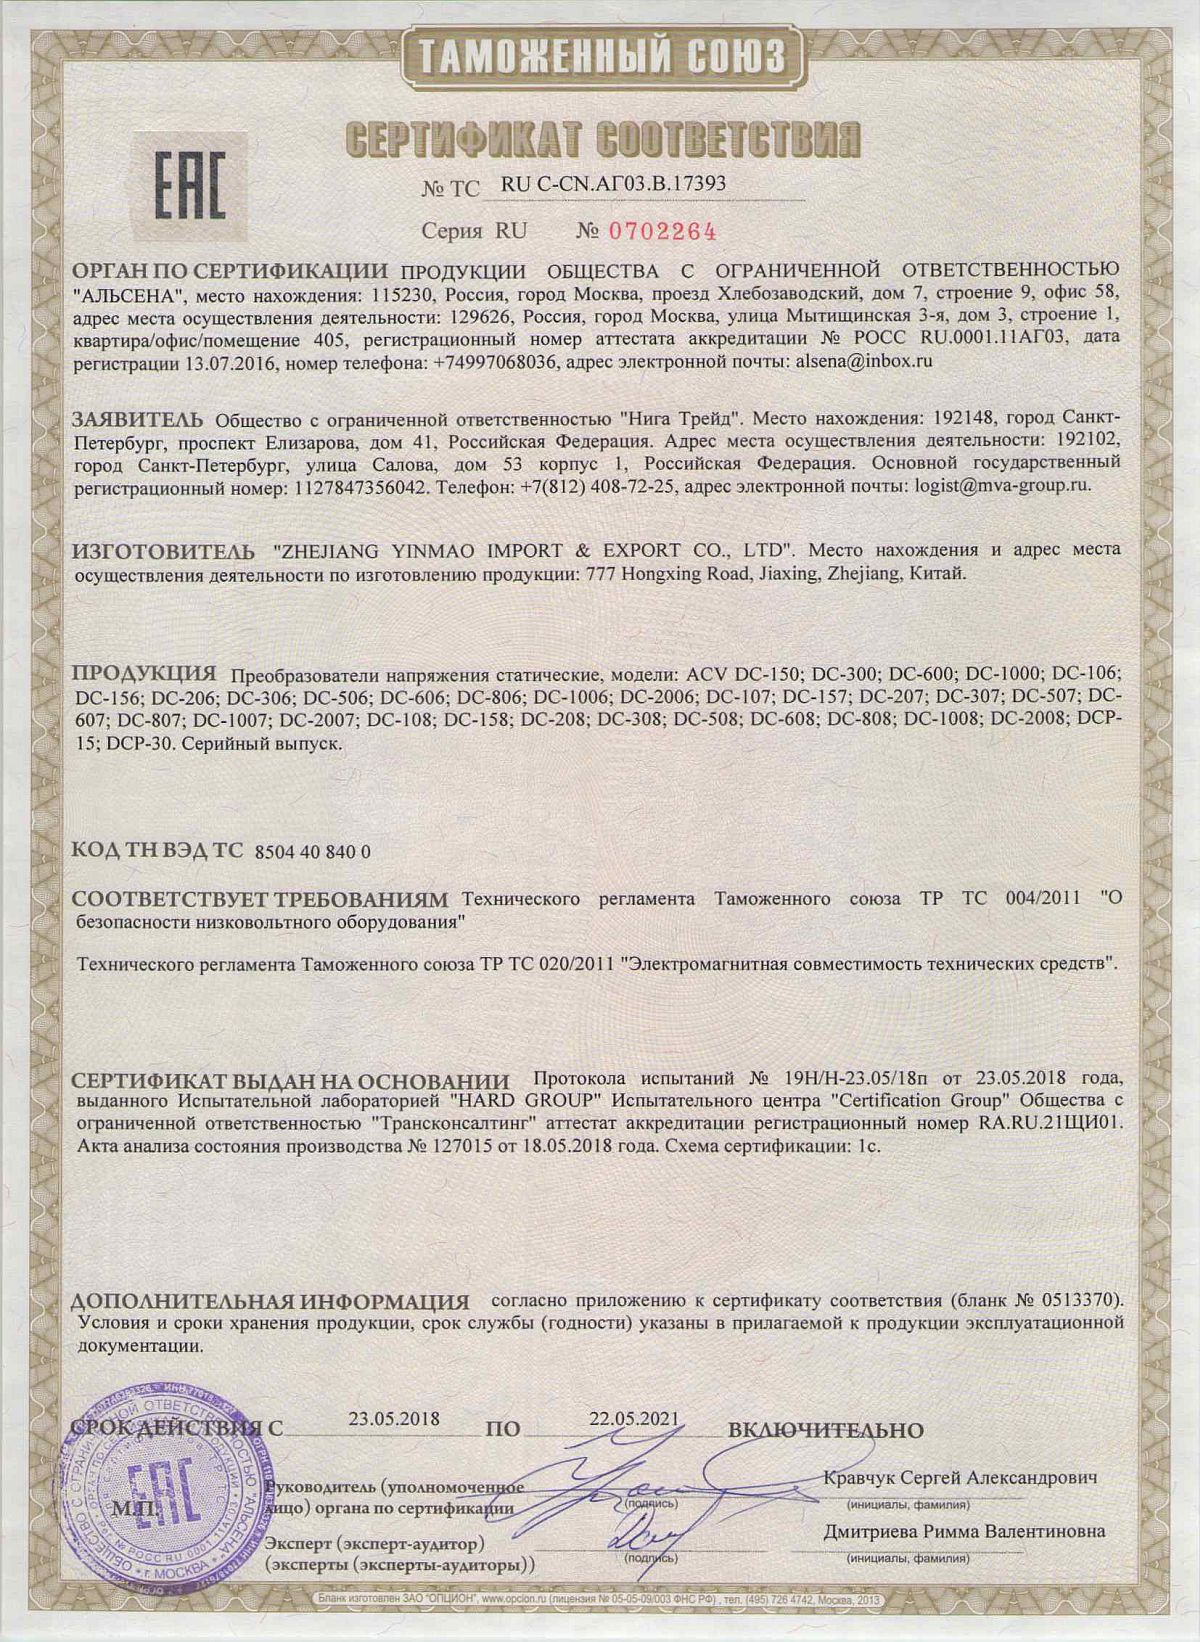 ТАМОЖЕННЫЙ СОЮЗ
ЕАС
СЕРТИФИКАТ СООТВЕТСТВИЯ
№ ТС RU C-CN.АГ03.В.17393
Серия RU № 0702264
ОРГАН ПО СЕРТИФИКАЦИИ ПРОДУКЦИИ ОБЩЕСТВА С ОГРАНИЧЕННОЙ ОТВЕТСТВЕННОСТЬЮ
"АЛЬСЕНА", место нахождения: 115230, Россия, город Москва, проезд Хлебозаводский, дом 7, строение 9, офис 58,
адрес места осуществления деятельности: 129626, Россия, город Москва, улица Мытищинская 3-я, дом 3, строение 1,
квартира/офис/помещение 405, регистрационный номер аттестата аккредитации № РОСС RU.0001.11АГ03, дата
регистрации 13.07.2016, номер телефона: +74997068036, адрес электронной почты: alsena@inbox.ru
ЗАЯВИТЕЛЬ Общество с ограниченной ответственностью "Нига Трейд". Место нахождения: 192148, город Санкт-
Петербург, проспект Елизарова, дом 41, Российская Федерация. Адрес места осуществления деятельности: 192102,
город Санкт-Петербург, улица Салова, дом 53 корпус 1, Российская Федерация. Основной государственный
регистрационный номер: 1127847356042. Телефон: +7(812) 408-72-25, адрес электронной почты: logist@mva-group.ru.
ИЗГОТОВИТЕЛЬ "ZHEJIANG YINMAO IMPORT & EXPORT CO., LTD". Место нахождения и адрес места
осуществления деятельности по изготовлению продукции: 777 Hongxing Road, Jiaxing, Zhejiang, Китай.
ПРОДУКЦИЯ Преобразователи напряжения статические, модели: ACV DC-150; DC-300; DC-600; DC-1000; DC-106;
DC-156; DC-206; DC-306; DC-506; DC-606; DC-806; DC-1006; DC-2006; DC-107; DC-157; DC-207; DC-307; DC-507; DC-
607; DC-807; DC-1007; DC-2007; DC-108; DC-158; DC-208; DC-308; DC-508; DC-608; DC-808; DC-1008; DC-2008; DCP-
15; DCP-30. Серийный выпуск.
КОД ТН ВЭД ТС 8504 40 840 0
СООТВЕТСТВУЕТ ТРЕБОВАНИЯМ Технического регламента Таможенного союза ТР ТС 004/2011 "О
безопасности низковольтного оборудования"
Технического регламента Таможенного союза ТР ТС 020/2011 "Электромагнитная совместимость технических средств".
СЕРТИФИКАТ ВЫДАН НА ОСНОВАНИИ Протокола испытаний № 19Н/Н-23.05/18п от 23.05.2018 года,
выданного Испытательной лабораторией "HARD GROUP" Испытательного центра "Certification Group" Общества с
ограниченной ответственностью "Трансконсалтинг" аттестат аккредитации регистрационный номер RA.RU.21ЩИ01.
Акта анализа состояния производства № 127015 от 18.05.2018 года. Схема сертификации: 1с.
ДОПОЛНИТЕЛЬНАЯ ИНФОРМАЦИЯ согласно приложению к сертификату соответствия (бланк № 0513370).
Условия и сроки хранения продукции, срок службы (годности) указаны в прилагаемой к продукции эксплуатационной
документации.
СРОК ДЕЙСТВИЯ С 23.05.2018 ПО 22.05.2021 ВКЛЮЧИТЕЛЬНО
М.П.
Руководитель (уполномоченное
лицо) органа по сертификации
(подпись)
Кравчук Сергей Александрович
(инициалы, фамилия)
Эксперт (эксперт-аудитор)
(эксперты (эксперты-аудиторы))
(подпись)
Дмитриева Римма Валентиновна
(инициалы, фамилия)
Бланк изготовлен ЗАО "ОПЦИОН", www.opcion.ru (лицензия № 05-05-09/003 ФНС РФ), тел. (495) 726 4742, Москва, 2013